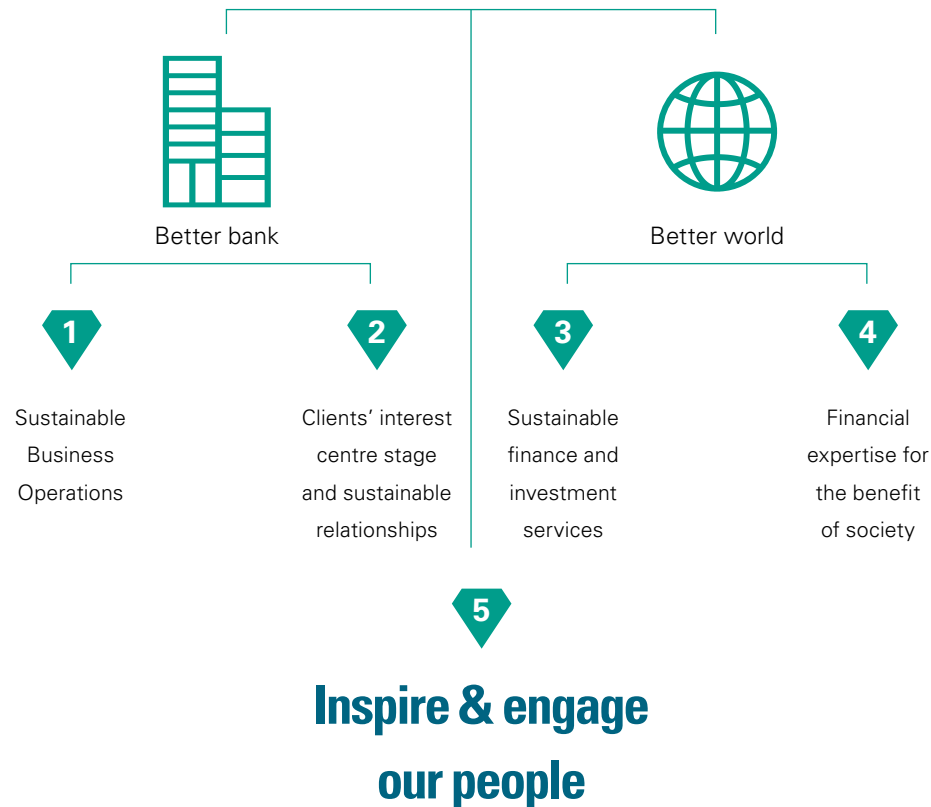 Better bank
Better world
1
Sustainable
Business
Operations
2
Clients’ interest
centre stage
and sustainable
relationships
3
Sustainable
finance and
investment
services
4
Financial
expertise for
the benefit
of society
5
Inspire & engage
our people